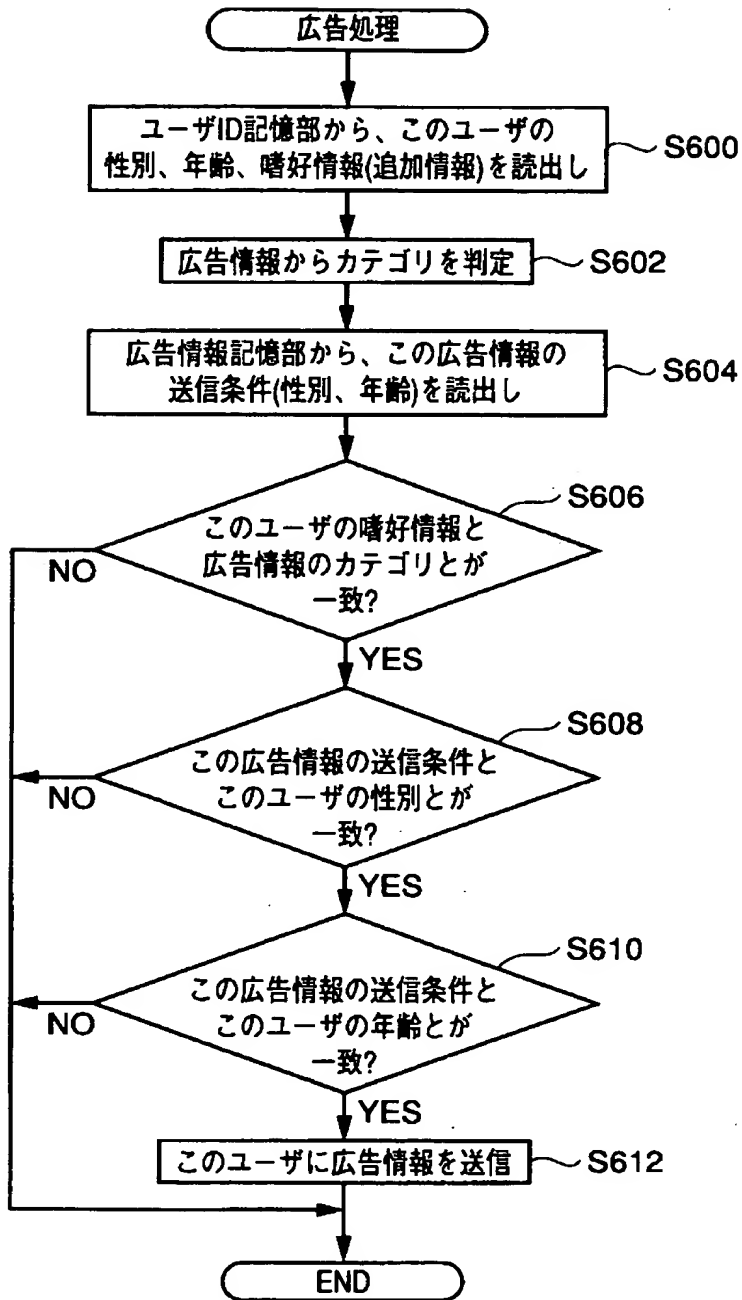 広告処理
ユーザID記憶部から、このユーザの
性別、年齢、嗜好情報(追加情報)を読出し
S600
広告情報からカテゴリを判定
S602
広告情報記憶部から、この広告情報の
送信条件(性別、年齢)を読出し
S604
S606
このユーザの嗜好情報と
広告情報のカテゴリとが
一致?
NO
YES
S608
この広告情報の送信条件と
このユーザの性別とが
一致?
NO
YES
S610
この広告情報の送信条件と
このユーザの年齢とが
一致?
NO
YES
このユーザに広告情報を送信
S612
END